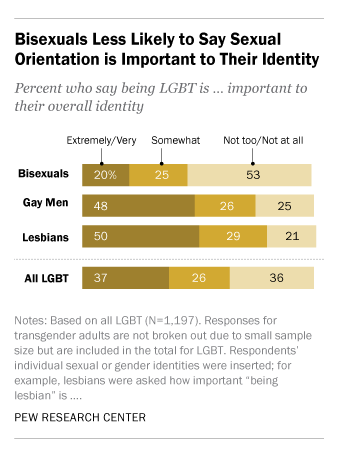 Bisexuals Less Likely to Say Sexual
Orientation is Important to Their Identity
Percent who say being LGBT is ... important to
their overall identity
Extremely/Very Somewhat Not too/Not at all
Bisexuals 20% 25 53
Gay Men 48 26 25
Lesbians 50 29 21
All LGBT 37 26 36
Notes: Based on all LGBT (N=1,197). Responses for
transgender adults are not broken out due to small sample
size but are included in the total for LGBT. Respondents’
individual sexual or gender identities were inserted; for
example, lesbians were asked how important “being
lesbian” is ....
PEW RESEARCH CENTER